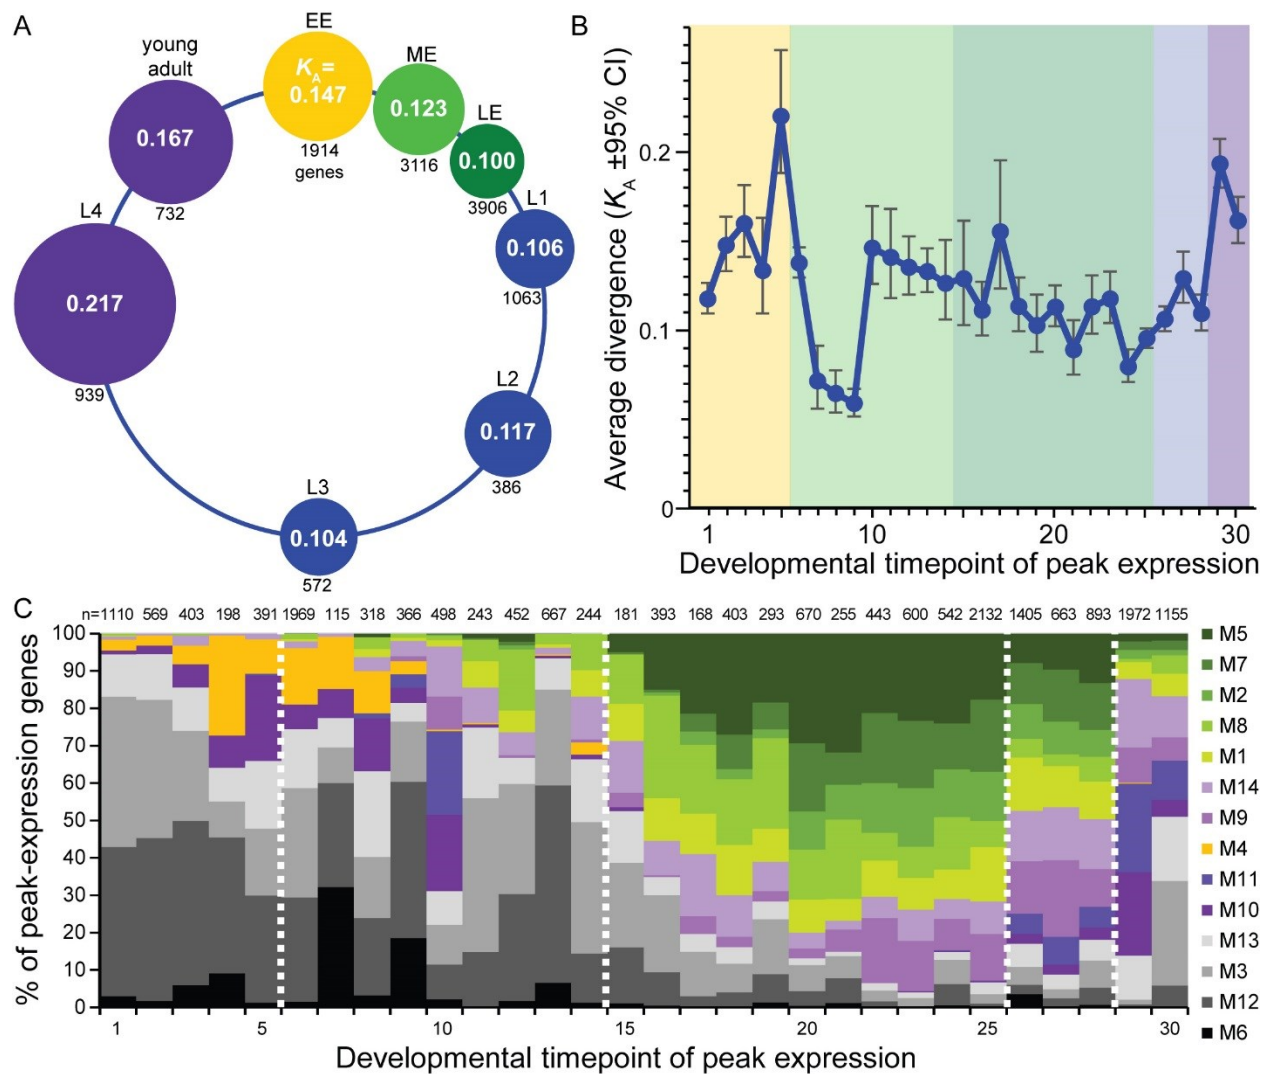 A
EE
young
adult
ME
KA =
0.147
0.123
LE
0.167
0.100
1914
genes
3116
L1
732
3906
L4
0.106
0.217
1063
L2
939
0.117
L3
386
0.104
572
B
Average divergence (KA ±95% CI)
0.2
0.1
0
1 10 20 30
Developmental timepoint of peak expression
C
n=1110 569 403 198 391 1969 115 318 366 498 243 452 667 244 181 393 168 403 293 670 255 443 600 542 2132 1405 663 893 1972 1155
% of peak-expression genes
100
90
80
70
60
50
40
30
20
10
0
1 5 10 15 20 25 30
Developmental timepoint of peak expression
M5
M7
M2
M8
M1
M14
M9
M4
M11
M10
M13
M3
M12
M6